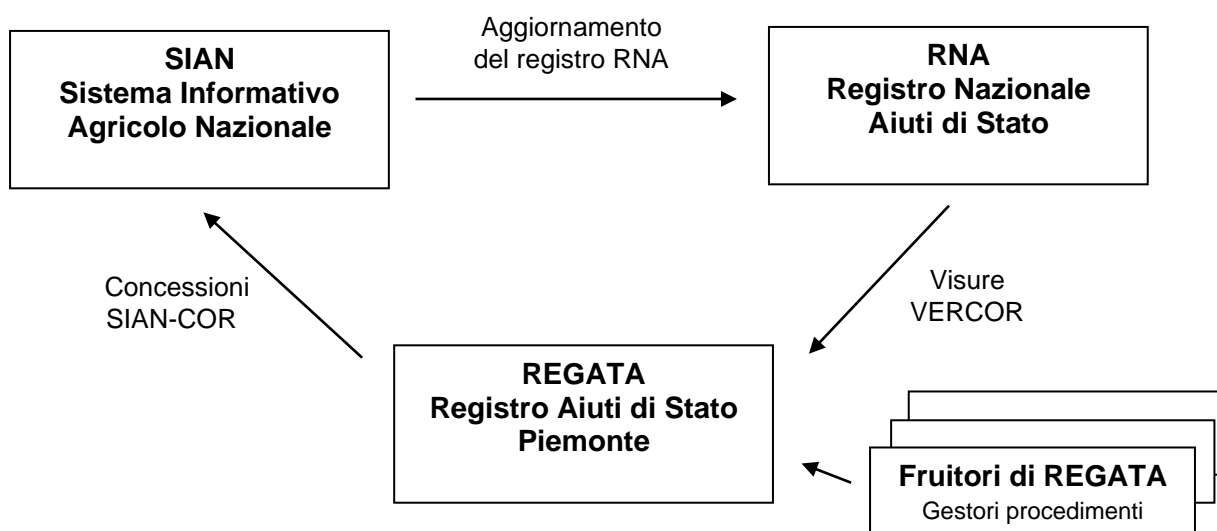 SIAN
Sistema Informativo
Agricolo Nazionale
Aggiornamento
del registro RNA
RNA
Registro Nazionale
Aiuti di Stato
Concessioni
SIAN-COR
Visure
VERCOR
REGATA
Registro Aiuti di Stato
Piemonte
Fruitori di REGATA
Gestori procedimenti